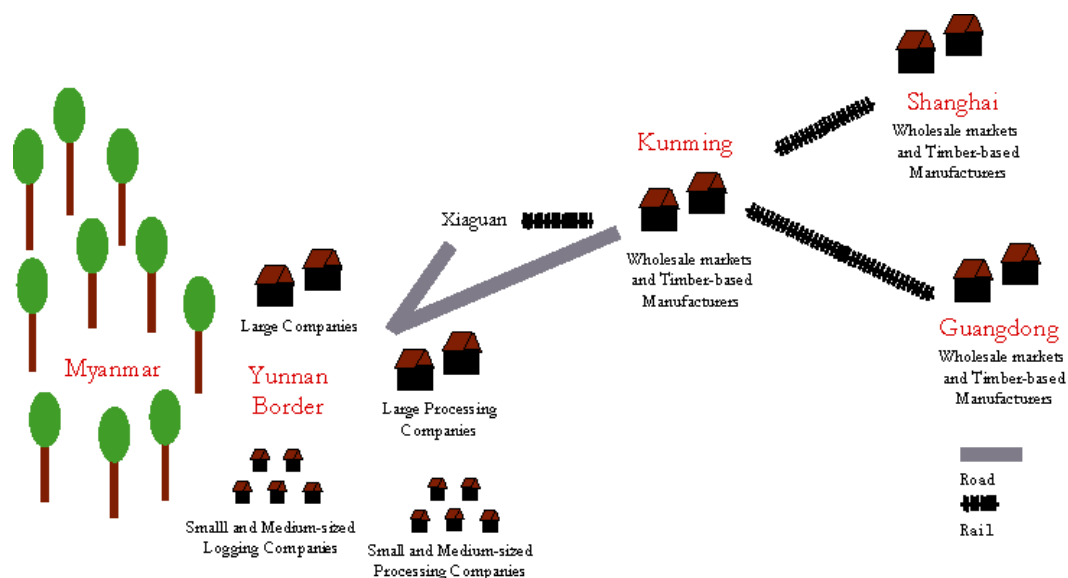 Shanghai
Wholesale markets
and Timber-based
Manufacturers
Kunming
Xiaguan
Wholesale markets
and Timber-based
Manufacturers
Large Companies
Guangdong
Wholesale markets
and Timber-based
Manufacturers
Myanmar
Yunnan
Border
Large Processing
Companies
Smalll and Medium-sized
Logging Companies
Small and Medium-sized
Processing Companies
Road
Rail